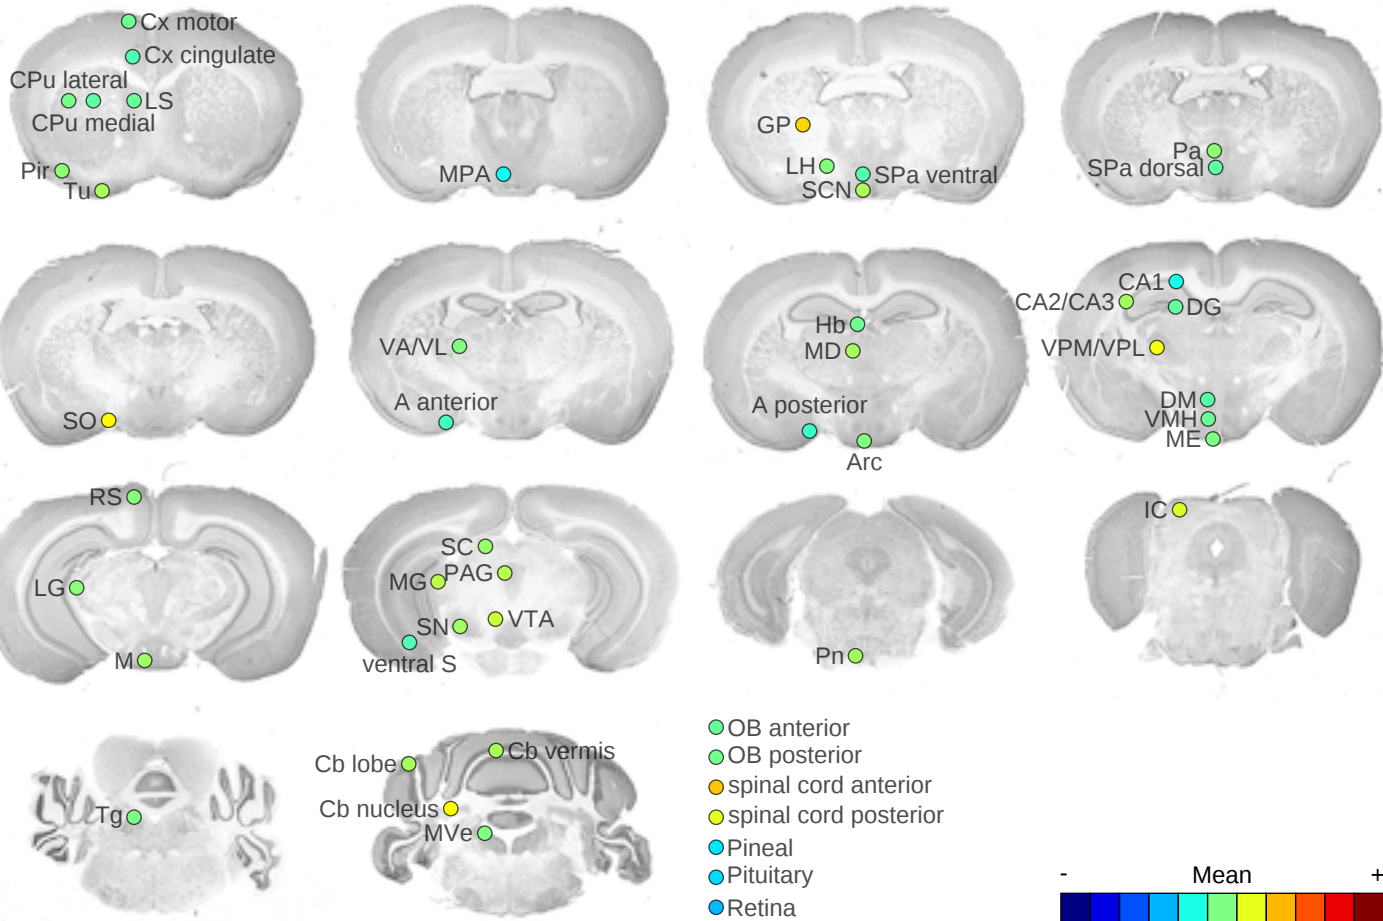 Cx motor
Cx cingulate
CPu lateral
LS
CPu medial
Pir
Tu
MPA
GP
LH
SPa ventral
SCN
Pa
SPa dorsal
SO
VA/VL
A anterior
Hb
MD
A posterior
Arc
CA1
CA2/CA3
DG
VPM/VPL
DM
VMH
ME
RS
LG
M
SC
MG
PAG
SN
VTA
ventral S
Pn
IC
Tg
Cb lobe
Cb vermis
Cb nucleus
MVe
OB anterior
OB posterior
spinal cord anterior
spinal cord posterior
Pineal
Pituitary
Retina
- Mean +